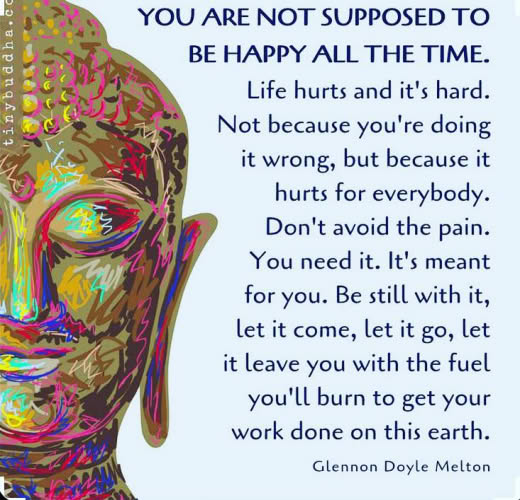 tinybuddha.co
YOU ARE NOT SUPPOSED TO
BE HAPPY ALL THE TIME.
Life hurts and it's hard.
Not because you're doing
it wrong, but because it
hurts for everybody.
Don't avoid the pain.
You need it. It's meant
for you. Be still with it,
let it come, let it go, let
it leave you with the fuel
you'll burn to get your
work done on this earth.
Glennon Doyle Melton